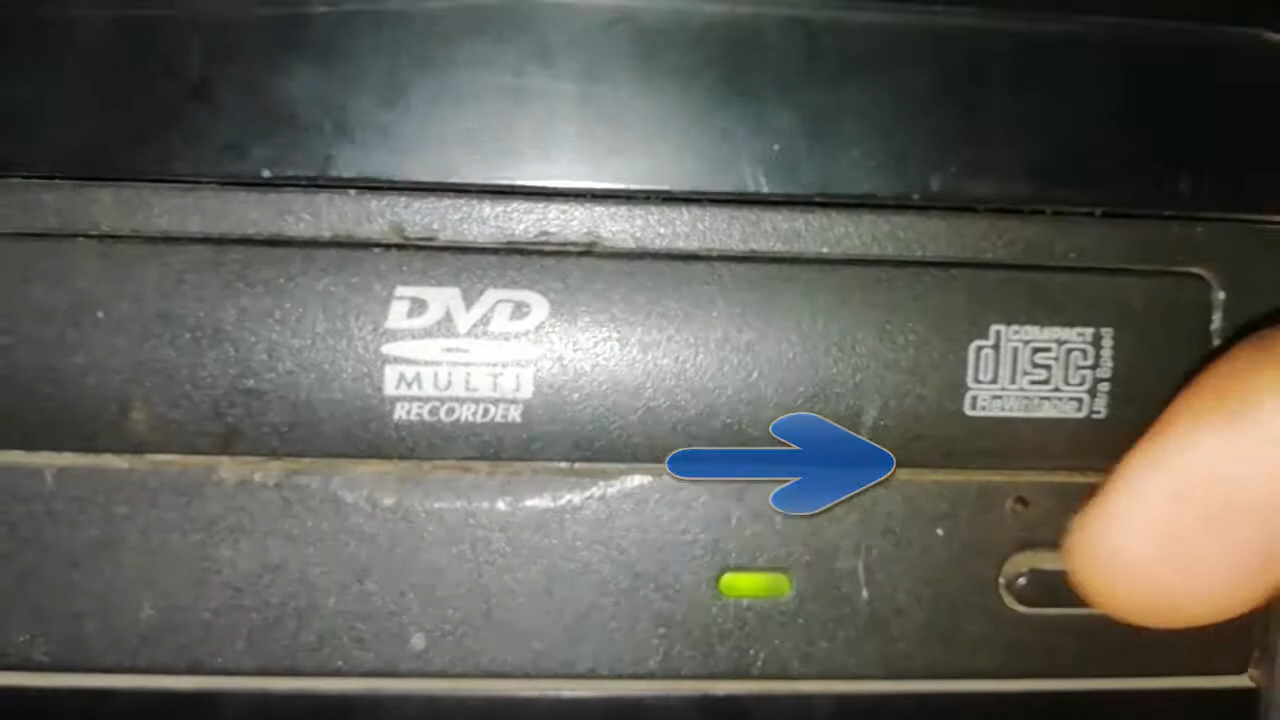 DVD
MULTI
RECORDER
COMPACT
disc
ReWritable
Ultra Speed